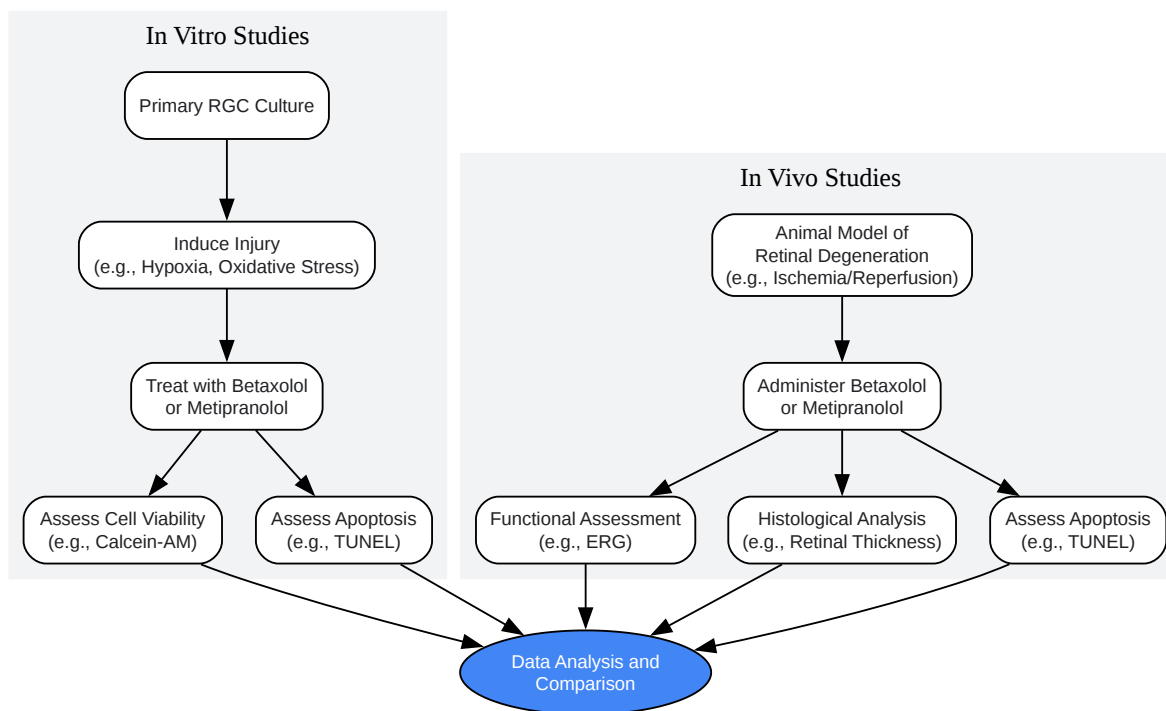 In Vitro Studies
Primary RGC Culture
Induce Injury
(e.g., Hypoxia, Oxidative Stress)
Treat with Betaxolol
or Metipranolol
Assess Cell Viability
(e.g., Calcein-AM)
Assess Apoptosis
(e.g., TUNEL)
In Vivo Studies
Animal Model of
Retinal Degeneration
(e.g., Ischemia/Reperfusion)
Administer Betaxolol
or Metipranolol
Functional Assessment
(e.g., ERG)
Histological Analysis
(e.g., Retinal Thickness)
Assess Apoptosis
(e.g., TUNEL)
Data Analysis and
Comparison